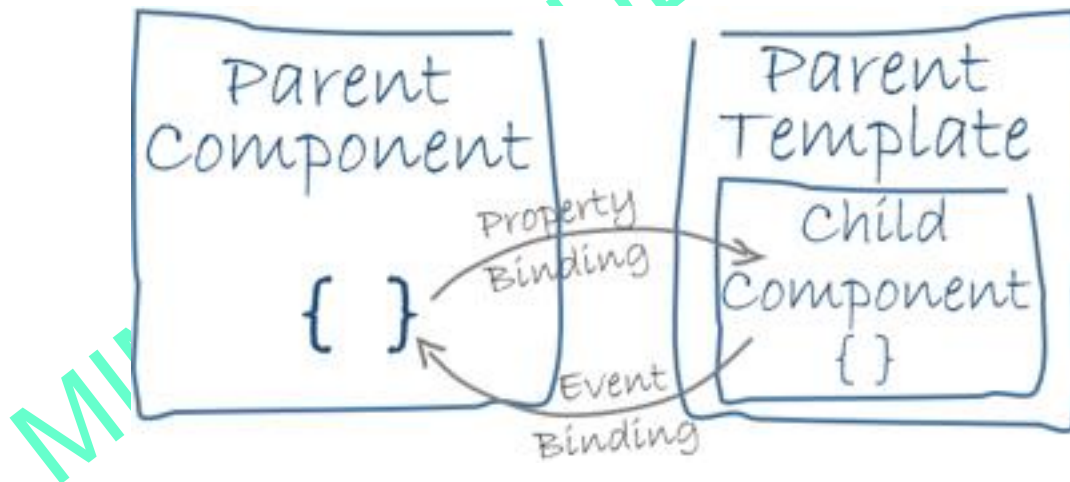 Parent
Component
{ }
Property
Binding
Event
Binding
Parent
Template
Child
Component
{ }